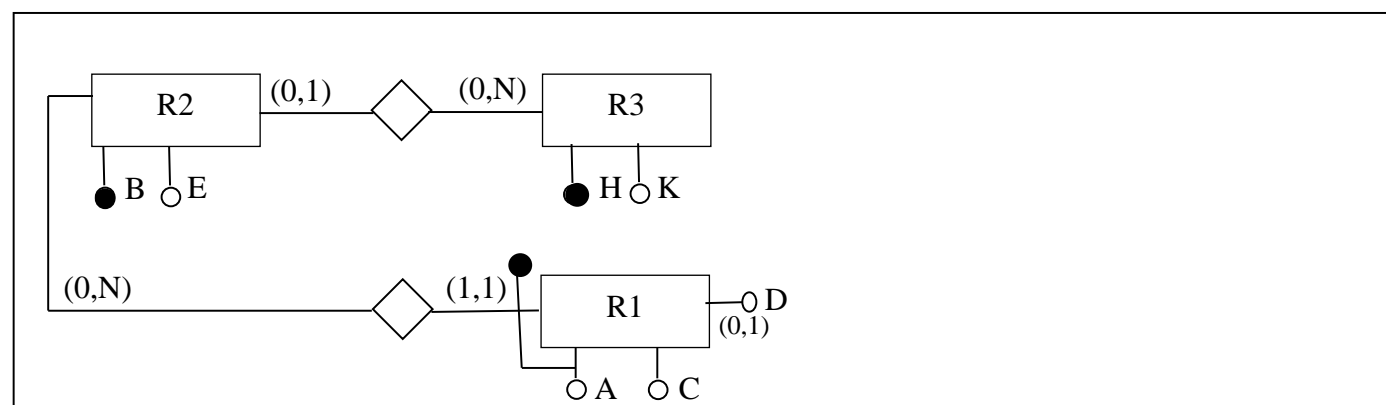 R2 (0,1) (0,N) R3
B E H K
(0,N) (1,1) R1 D
(0,1)
A C